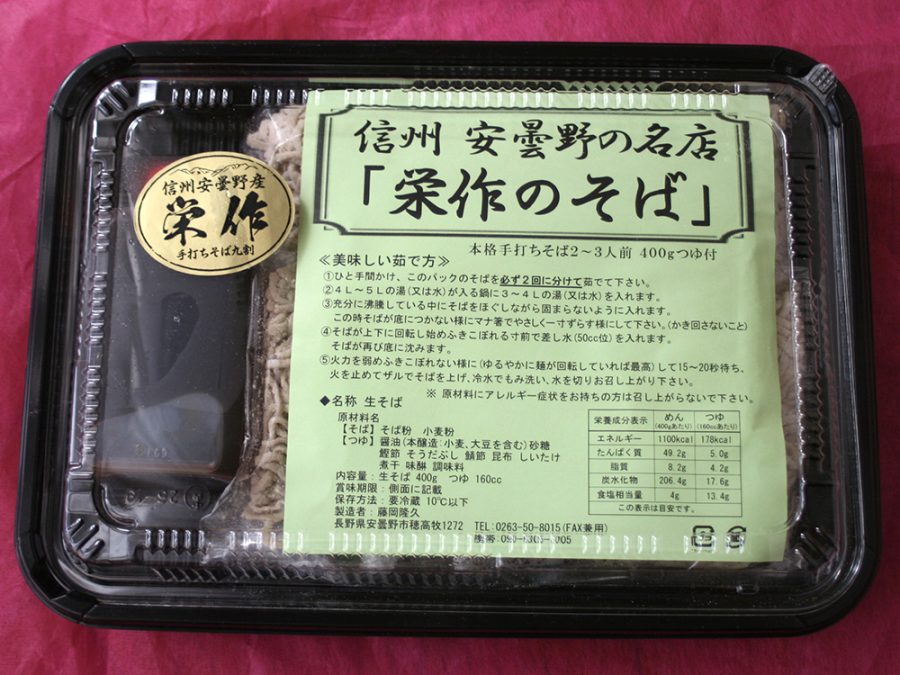 信州安曇野産
栄作
手打ちそば九割
信州 安曇野の名店
「栄作のそば」
本格手打ちそば2～3人前 400gつゆ付
≪美味しい茹で方≫
①ひと手間かけ、このパックのそばを必ず2回に分けて茹でて下さい。
②4L～5Lの湯(又は水)が入る鍋に3～4Lの湯(又は水)を入れます。
③充分に沸騰している中にそばをほぐしながら固まらないように入れます。
この時そばが底につかない様にマナ箸でやさしく一寸ずらす様にして下さい。(かき回さないこと)
④そばが上下に回転し始めふきこぼれる寸前で差し水(50cc位)を入れます。
そばが再び底に沈みます。
⑤火力を弱めふきこぼれない様に(ゆるやかに麺が回転していれば最高)して15～20秒待ち、
火を止めてザルでそばを上げ、冷水でもみ洗い、水を切りお召し上がり下さい。
※ 原材料にアレルギー症状をお持ちの方は召し上がらないで下さい。
◆名称 生そば
原材料名
【そば】そば粉 小麦粉
【つゆ】醤油(本醸造:小麦、大豆を含む)砂糖
鰹節 そうだぶし 鯖節 昆布 しいたけ
煮干 味醂 調味料
内容量:生そば 400g つゆ 160cc
賞味期限:側面に記載
保存方法:要冷蔵 10℃以下
製造者:藤岡隆久
長野県安曇野市穂高牧1272 TEL:0263-50-8015(FAX兼用)
栄養成分表示 めん(400gあたり) つゆ(160ccあたり)
エネルギー 1100kcal 178kcal
たんぱく質 49.2g 5.0g
脂質 8.2g 4.2g
炭水化物 206.4g 17.6g
食塩相当量 4g 13.4g
この表示は目安です。